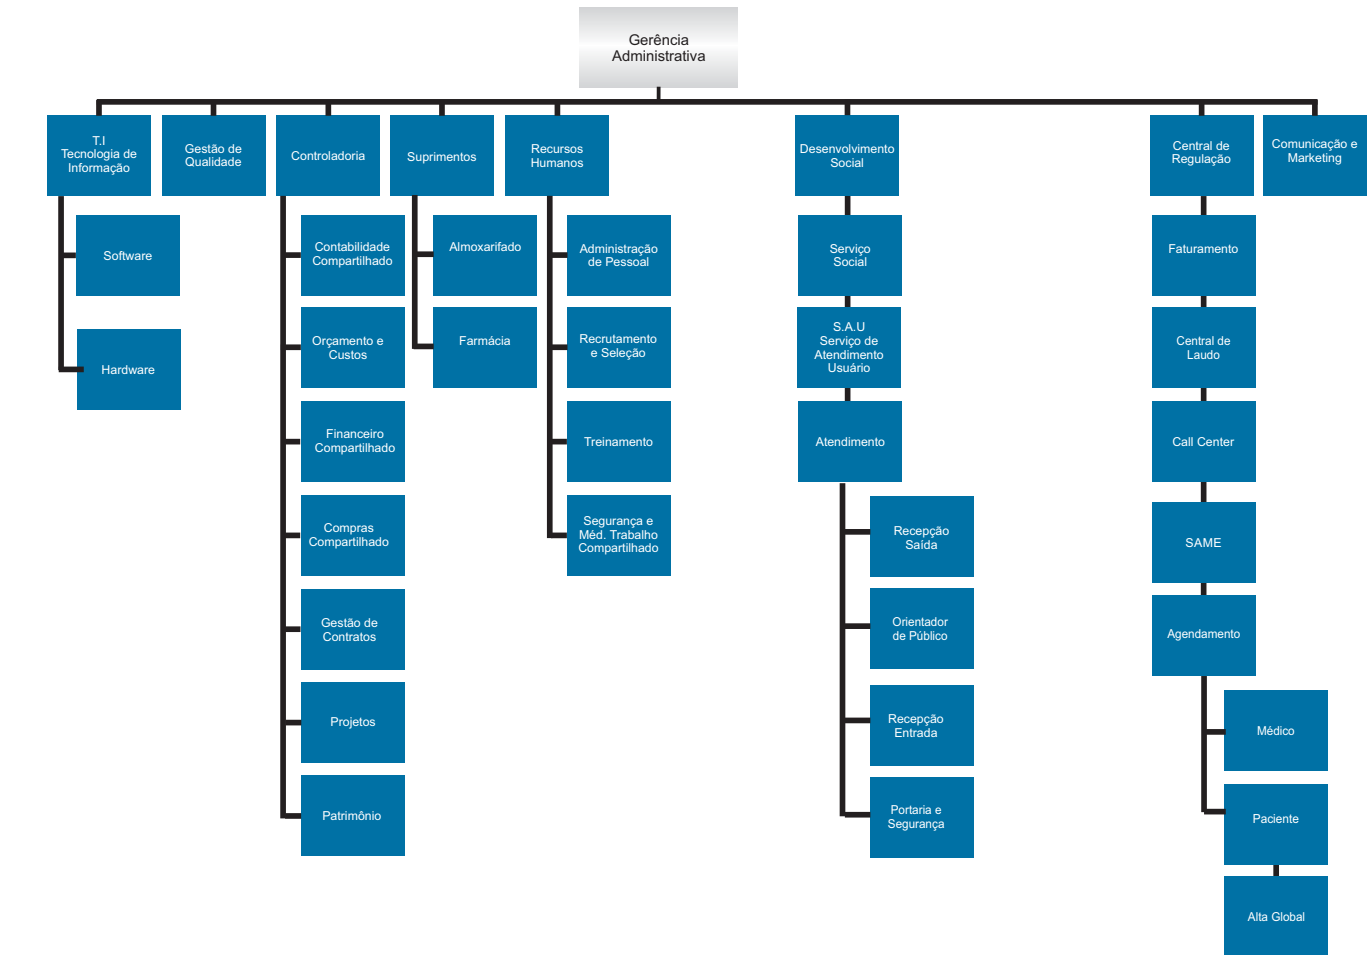 Gerência
Administrativa
T.I
Tecnologia de
Informação
Gestão de
Qualidade
Controladoria
Suprimentos
Recursos
Humanos
Desenvolvimento
Social
Central de
Regulação
Comunicação e
Marketing
Software
Hardware
Contabilidade
Compartilhado
Orçamento e
Custos
Financeiro
Compartilhado
Compras
Compartilhado
Gestão de
Contratos
Projetos
Patrimônio
Almoxarifado
Farmácia
Administração
de Pessoal
Recrutamento
e Seleção
Treinamento
Segurança e
Méd. Trabalho
Compartilhado
Serviço
Social
S.A.U
Serviço de
Atendimento
Usuário
Atendimento
Recepção
Saída
Orientador
de Público
Recepção
Entrada
Portaria e
Segurança
Faturamento
Central de
Laudo
Call Center
SAME
Agendamento
Médico
Paciente
Alta Global